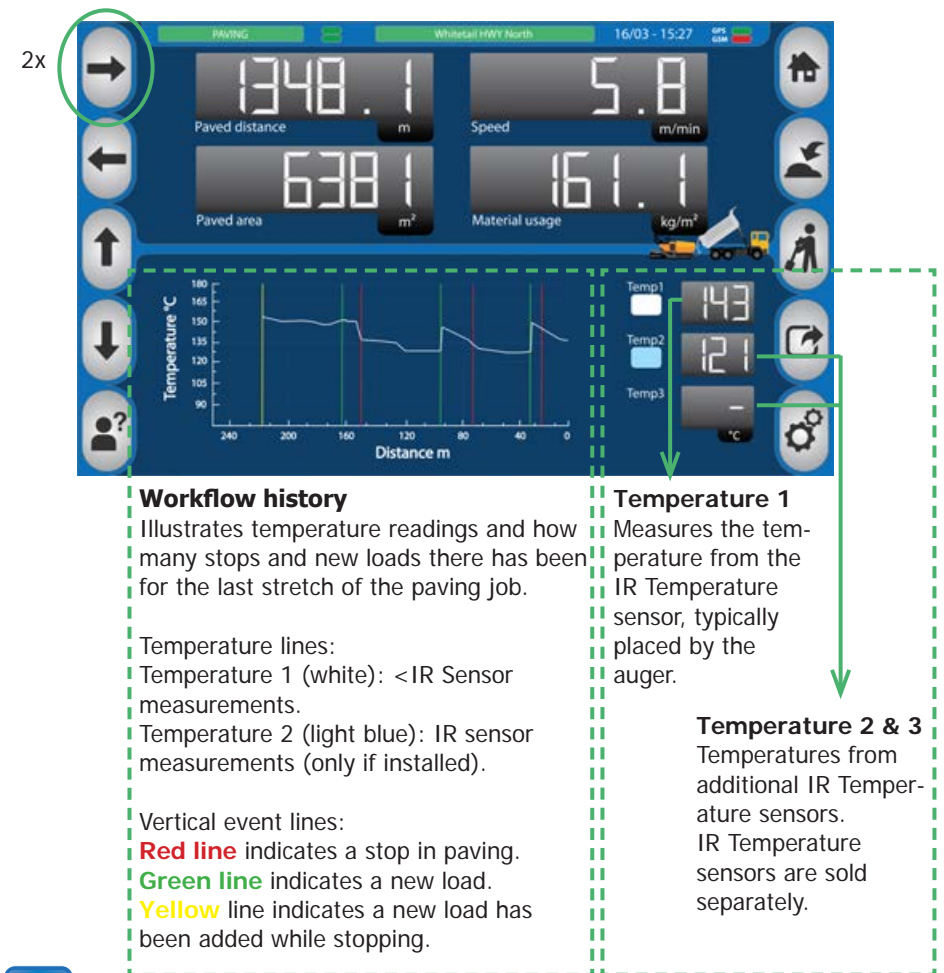 2x
PAVING
Whitetail HWY North
16/03 - 15:27
GPS
GSM
1348.1
Paved distance
m
5.8
Speed
m/min
6381
Paved area
m²
161.1
Material usage
kg/m²
?
Temperature °C
180
165
150
135
120
105
90
240
200
160
120
80
40
0
Distance m
Temp1
143
Temp2
121
Temp3
-
°C
Workflow history
Illustrates temperature readings and how
many stops and new loads there has been
for the last stretch of the paving job.
Temperature lines:
Temperature 1 (white): <IR Sensor
measurements.
Temperature 2 (light blue): IR sensor
measurements (only if installed).
Vertical event lines:
Red line indicates a stop in paving.
Green line indicates a new load.
Yellow line indicates a new load has
been added while stopping.
Temperature 1
Measures the tem-
perature from the
IR Temperature
sensor, typically
placed by the
auger.
Temperature 2 & 3
Temperatures from
additional IR Temper-
ature sensors.
IR Temperature
sensors are sold
separately.